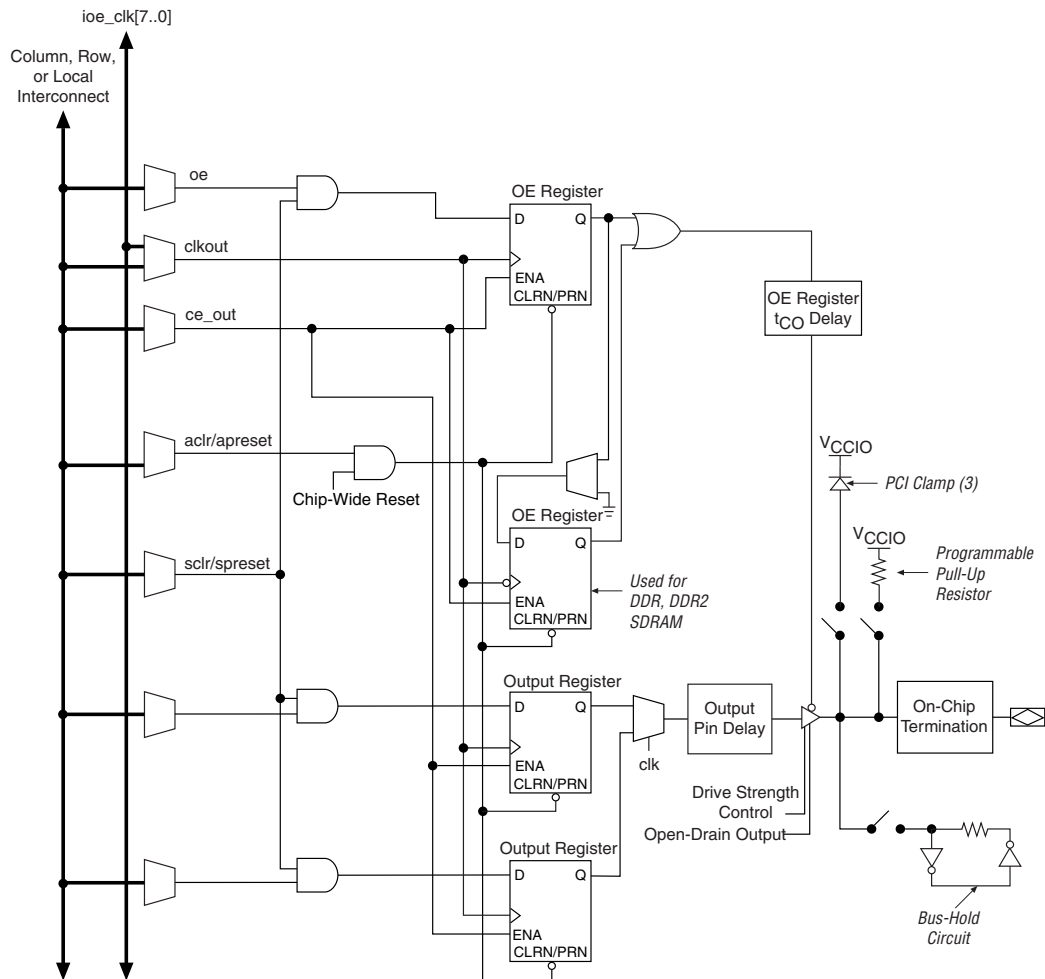 ioe_clk[7..0]
Column, Row,
or Local
Interconnect
oe
OE Register
D Q
clkout
ENA
CLRN/PRN
OE Register
tCO Delay
ce_out
aclr/apreset
Chip-Wide Reset
VCCIO
PCI Clamp (3)
OE Register
D Q
ENA
CLRN/PRN
Used for
DDR, DDR2
SDRAM
VCCIO
Programmable
Pull-Up
Resistor
sclr/spreset
Output Register
D Q
ENA
CLRN/PRN
clk
Output
Pin Delay
On-Chip
Termination
Drive Strength
Control
Open-Drain Output
Output Register
D Q
ENA
CLRN/PRN
Bus-Hold
Circuit